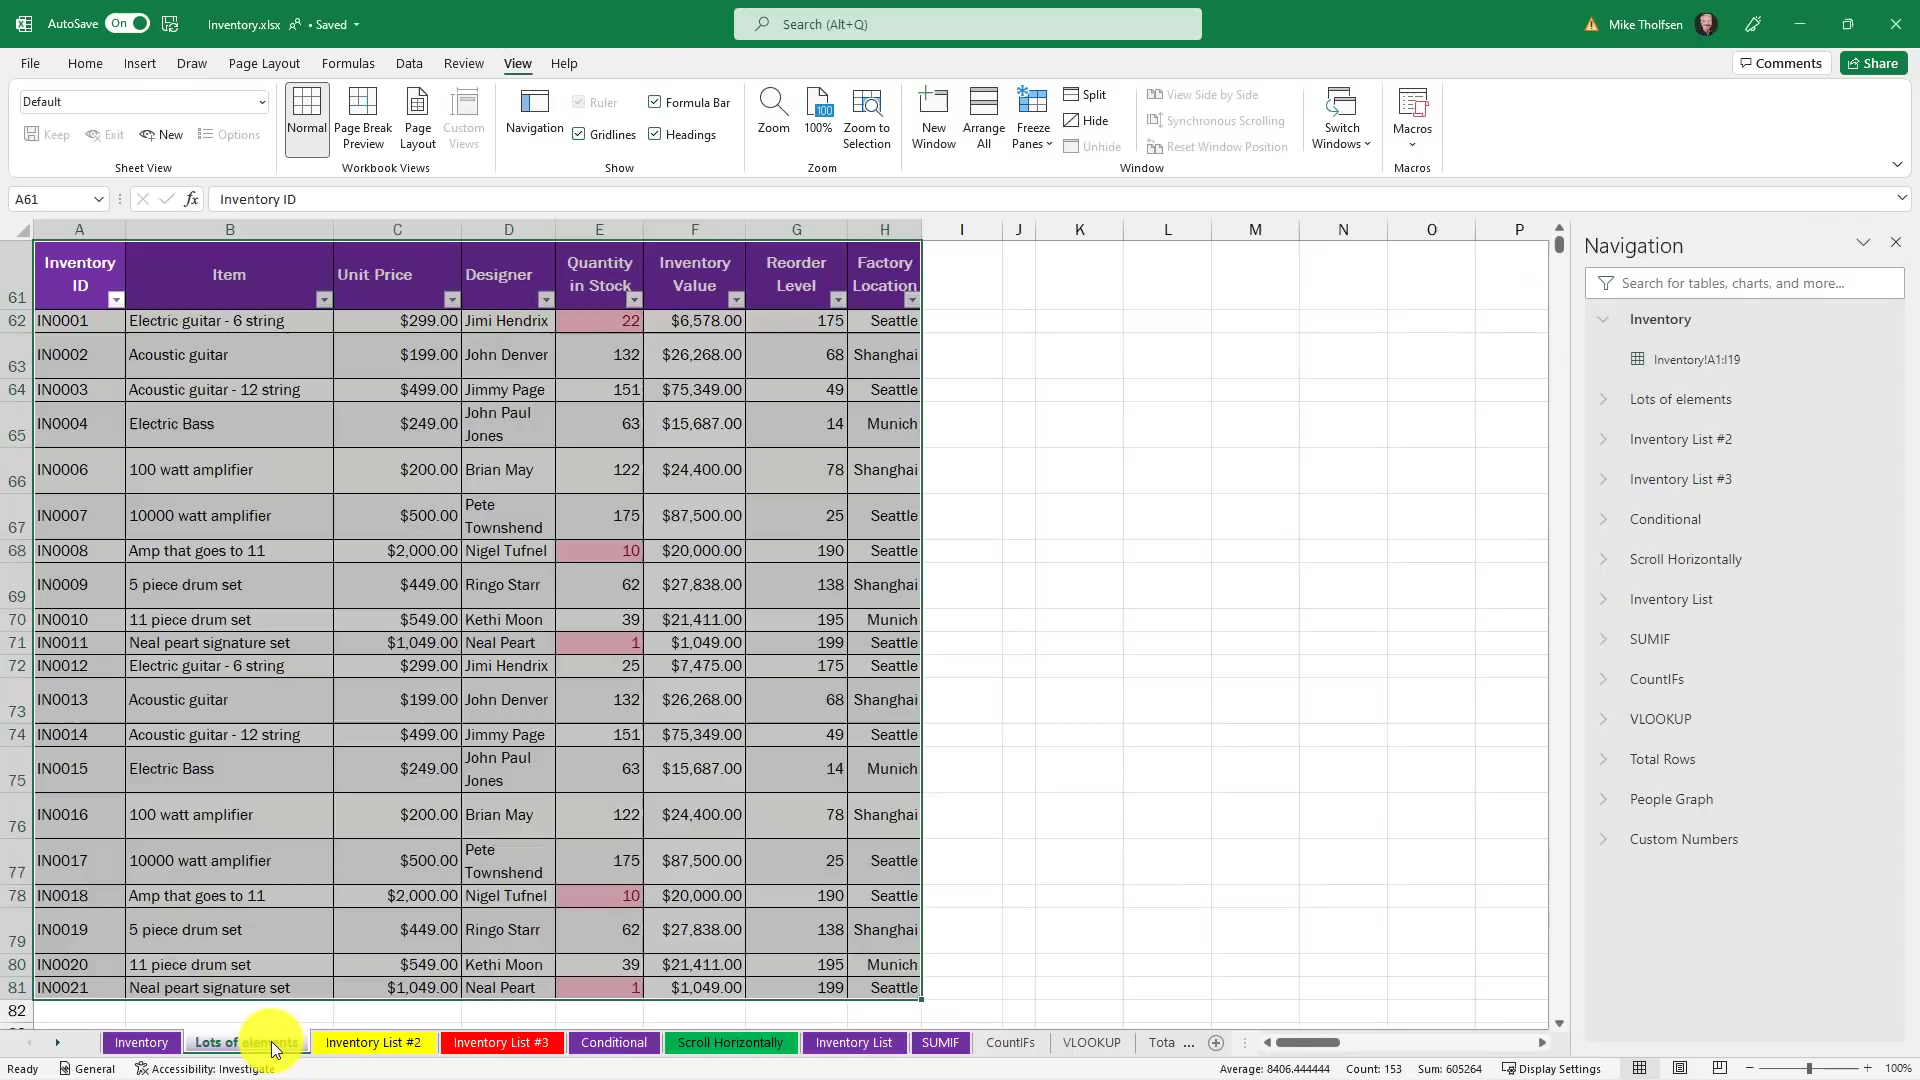 AutoSave On Inventory.xlsx • Saved Search (Alt+Q) Mike Tholfsen
File Home Insert Draw Page Layout Formulas Data Review View Help Comments Share
Default
Keep Exit New Options
Sheet View
Normal Page Break Preview Page Layout Custom Views
Workbook Views
Navigation Ruler Formula Bar
Gridlines Headings
Show
Zoom 100% Zoom to Selection
Zoom
New Window Arrange All Freeze Panes
Split
Hide
Unhide
View Side by Side
Synchronous Scrolling
Reset Window Position
Switch Windows
Window
Macros
Macros
A61 fx Inventory ID
A B C D E F G H I J K L M N O P
61 Inventory ID Item Unit Price Designer Quantity in Stock Inventory Value Reorder Level Factory Location
62 IN0001 Electric guitar - 6 string $299.00 Jimi Hendrix 22 $6,578.00 175 Seattle
63 IN0002 Acoustic guitar $199.00 John Denver 132 $26,268.00 68 Shanghai
64 IN0003 Acoustic guitar - 12 string $499.00 Jimmy Page 151 $75,349.00 49 Seattle
65 IN0004 Electric Bass $249.00 John Paul Jones 63 $15,687.00 14 Munich
66 IN0006 100 watt amplifier $200.00 Brian May 122 $24,400.00 78 Shanghai
67 IN0007 10000 watt amplifier $500.00 Pete Townshend 175 $87,500.00 25 Seattle
68 IN0008 Amp that goes to 11 $2,000.00 Nigel Tufnel 10 $20,000.00 190 Seattle
69 IN0009 5 piece drum set $449.00 Ringo Starr 62 $27,838.00 138 Shanghai
70 IN0010 11 piece drum set $549.00 Kethi Moon 39 $21,411.00 195 Munich
71 IN0011 Neal peart signature set $1,049.00 Neal Peart 1 $1,049.00 199 Seattle
72 IN0012 Electric guitar - 6 string $299.00 Jimi Hendrix 25 $7,475.00 175 Seattle
73 IN0013 Acoustic guitar $199.00 John Denver 132 $26,268.00 68 Shanghai
74 IN0014 Acoustic guitar - 12 string $499.00 Jimmy Page 151 $75,349.00 49 Seattle
75 IN0015 Electric Bass $249.00 John Paul Jones 63 $15,687.00 14 Munich
76 IN0016 100 watt amplifier $200.00 Brian May 122 $24,400.00 78 Shanghai
77 IN0017 10000 watt amplifier $500.00 Pete Townshend 175 $87,500.00 25 Seattle
78 IN0018 Amp that goes to 11 $2,000.00 Nigel Tufnel 10 $20,000.00 190 Seattle
79 IN0019 5 piece drum set $449.00 Ringo Starr 62 $27,838.00 138 Shanghai
80 IN0020 11 piece drum set $549.00 Kethi Moon 39 $21,411.00 195 Munich
81 IN0021 Neal peart signature set $1,049.00 Neal Peart 1 $1,049.00 199 Seattle
82
Navigation
Search for tables, charts, and more...
Inventory
Inventory!A1:I19
Lots of elements
Inventory List #2
Inventory List #3
Conditional
Scroll Horizontally
Inventory List
SUMIF
CountIFs
VLOOKUP
Total Rows
People Graph
Custom Numbers
Inventory Lots of elements Inventory List #2 Inventory List #3 Conditional Scroll Horizontally Inventory List SUMIF CountIFs VLOOKUP Tota ...
Ready General Accessibility: Investigate Average: 8406.444444 Count: 153 Sum: 605264 Display Settings 100%